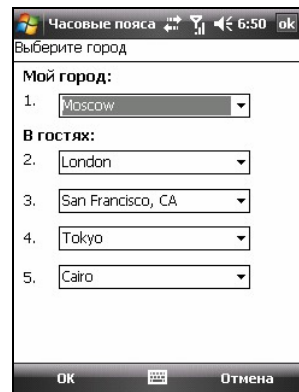 Часовые пояса 6:50 ok
Выберите город
Мой город:
1. Moscow
В гостях:
2. London
3. San Francisco, CA
4. Tokyo
5. Cairo
ОК Отмена